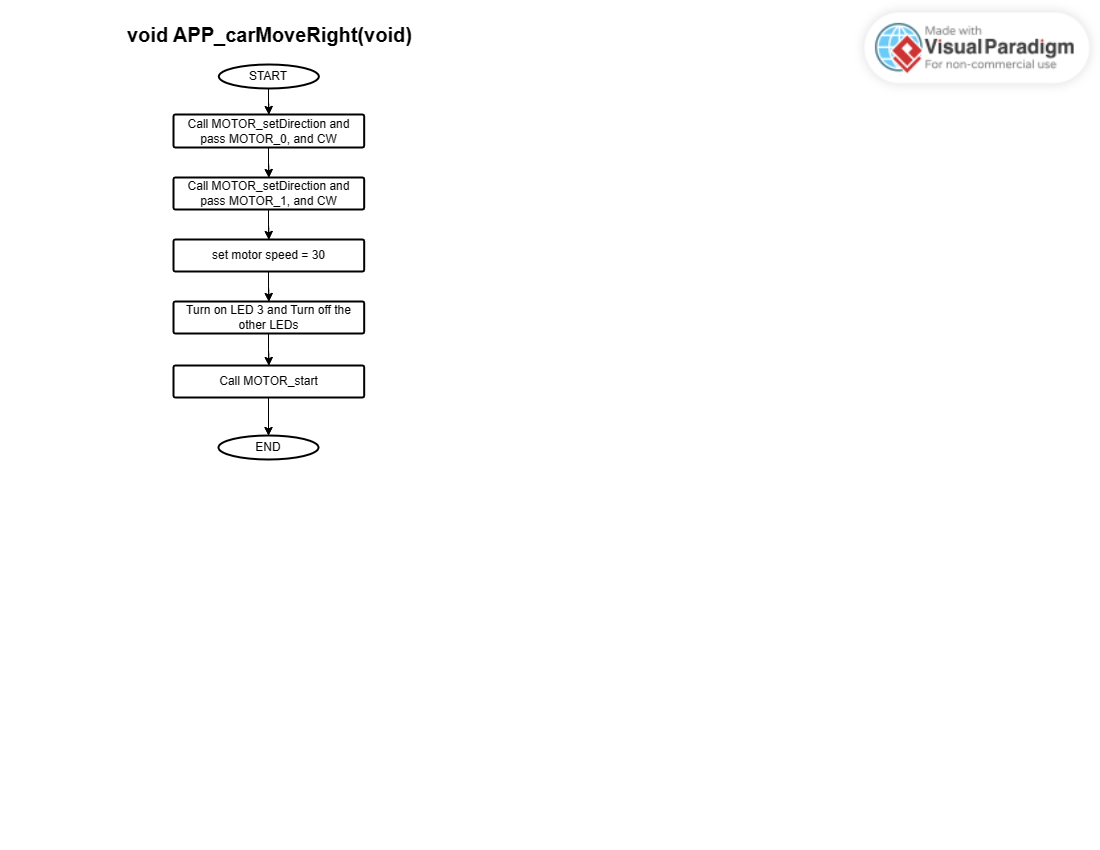 void APP_carMoveRight(void)
Made with
Visual Paradigm
For non-commercial use
START
Call MOTOR_setDirection and
pass MOTOR_0, and CW
Call MOTOR_setDirection and
pass MOTOR_1, and CW
set motor speed = 30
Turn on LED 3 and Turn off the
other LEDs
Call MOTOR_start
END